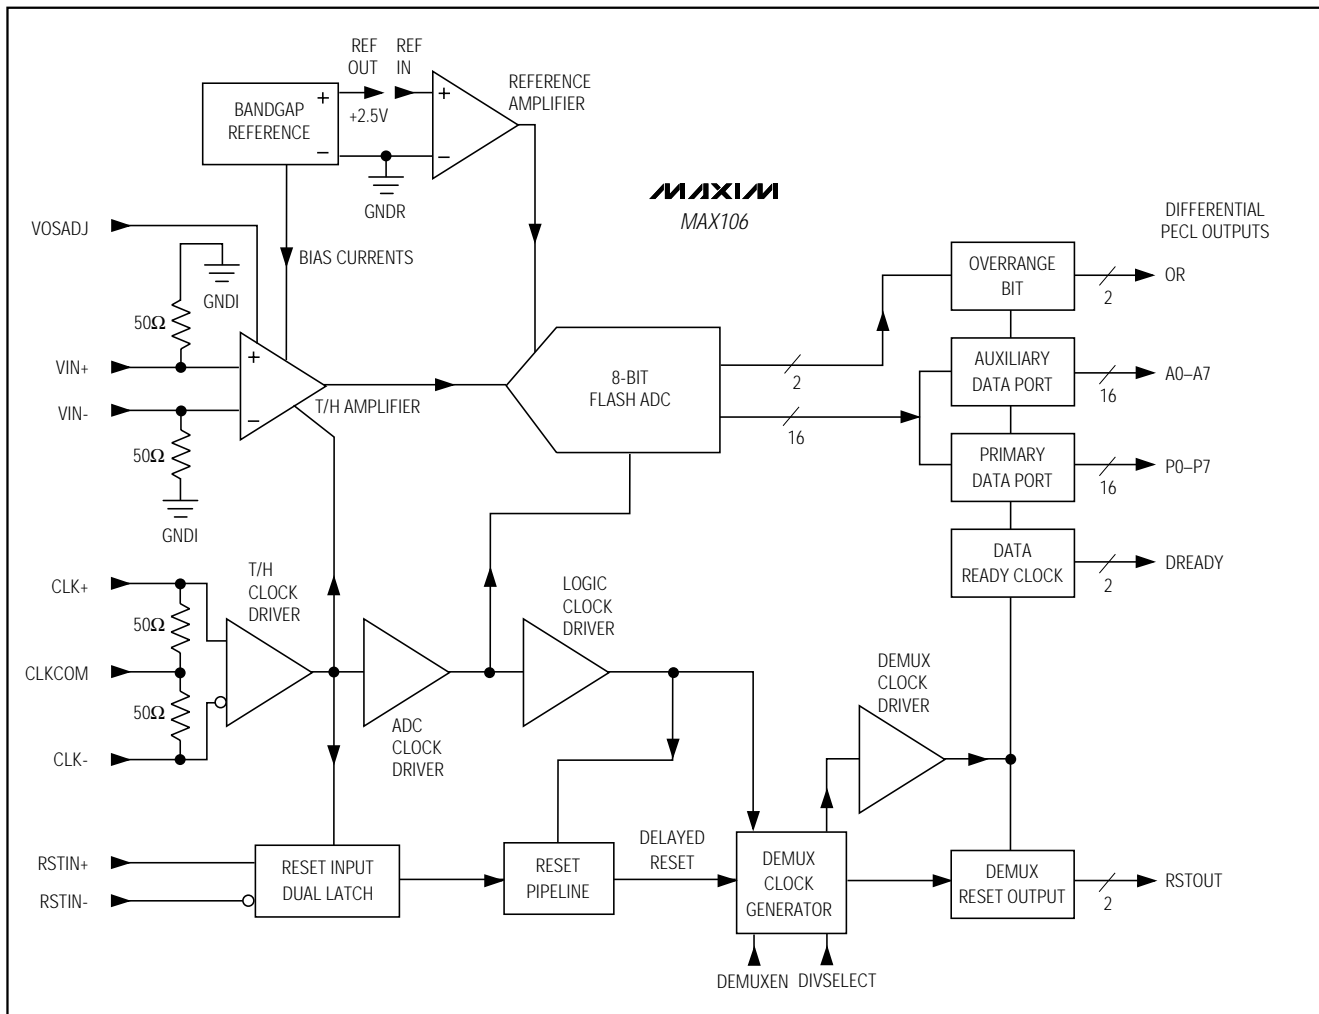 REF
OUT
REF
IN
BANDGAP
REFERENCE
+
−
+2.5V
+
−
REFERENCE
AMPLIFIER
GNDR
MAXIM
MAX106
DIFFERENTIAL
PECL OUTPUTS
VOSADJ
BIAS CURRENTS
GNDI
50Ω
VIN+
VIN-
+
−
T/H AMPLIFIER
50Ω
GNDI
8-BIT
FLASH ADC
2
16
OVERRANGE
BIT
2
OR
AUXILIARY
DATA PORT
16
A0–A7
PRIMARY
DATA PORT
16
P0–P7
DATA
READY CLOCK
2
DREADY
CLK+
50Ω
CLKCOM
50Ω
CLK-
T/H
CLOCK
DRIVER
ADC
CLOCK
DRIVER
LOGIC
CLOCK
DRIVER
DEMUX
CLOCK
DRIVER
RSTIN+
RSTIN-
RESET INPUT
DUAL LATCH
RESET
PIPELINE
DELAYED
RESET
DEMUX
CLOCK
GENERATOR
DEMUX
RESET OUTPUT
2
RSTOUT
DEMUXEN
DIVSELECT